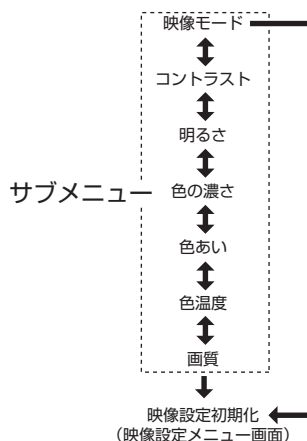 映像モード
コントラスト
明るさ
サブメニュー
色の濃さ
色あい
色温度
画質
映像設定初期化
（映像設定メニュー画面）